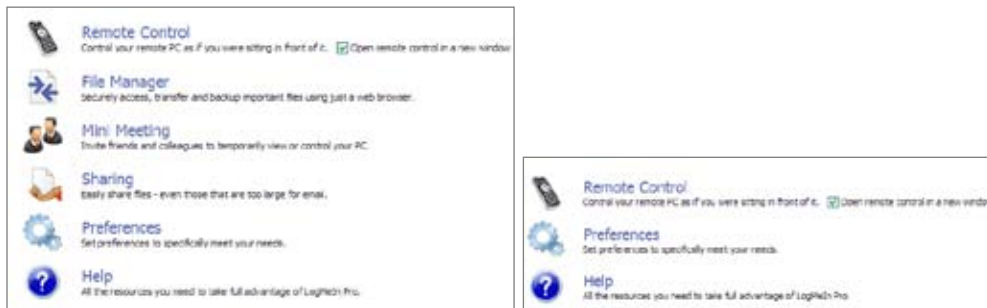 Remote Control
Control your remote PC as if you were sitting in front of it. Open remote control in a new window
File Manager
Securely access, transfer and backup important files using just a web browser.
Mini Meeting
Invite friends and colleagues to temporarily view or control your PC.
Sharing
Easily share files - even those that are too large for email.
Preferences
Set preferences to specifically meet your needs.
Help
All the resources you need to take full advantage of LogMeIn Pro.
Remote Control
Control your remote PC as if you were sitting in front of it. Open remote control in a new windo
Preferences
Set preferences to specifically meet your needs.
Help
All the resources you need to take full advantage of LogMeIn Pro.